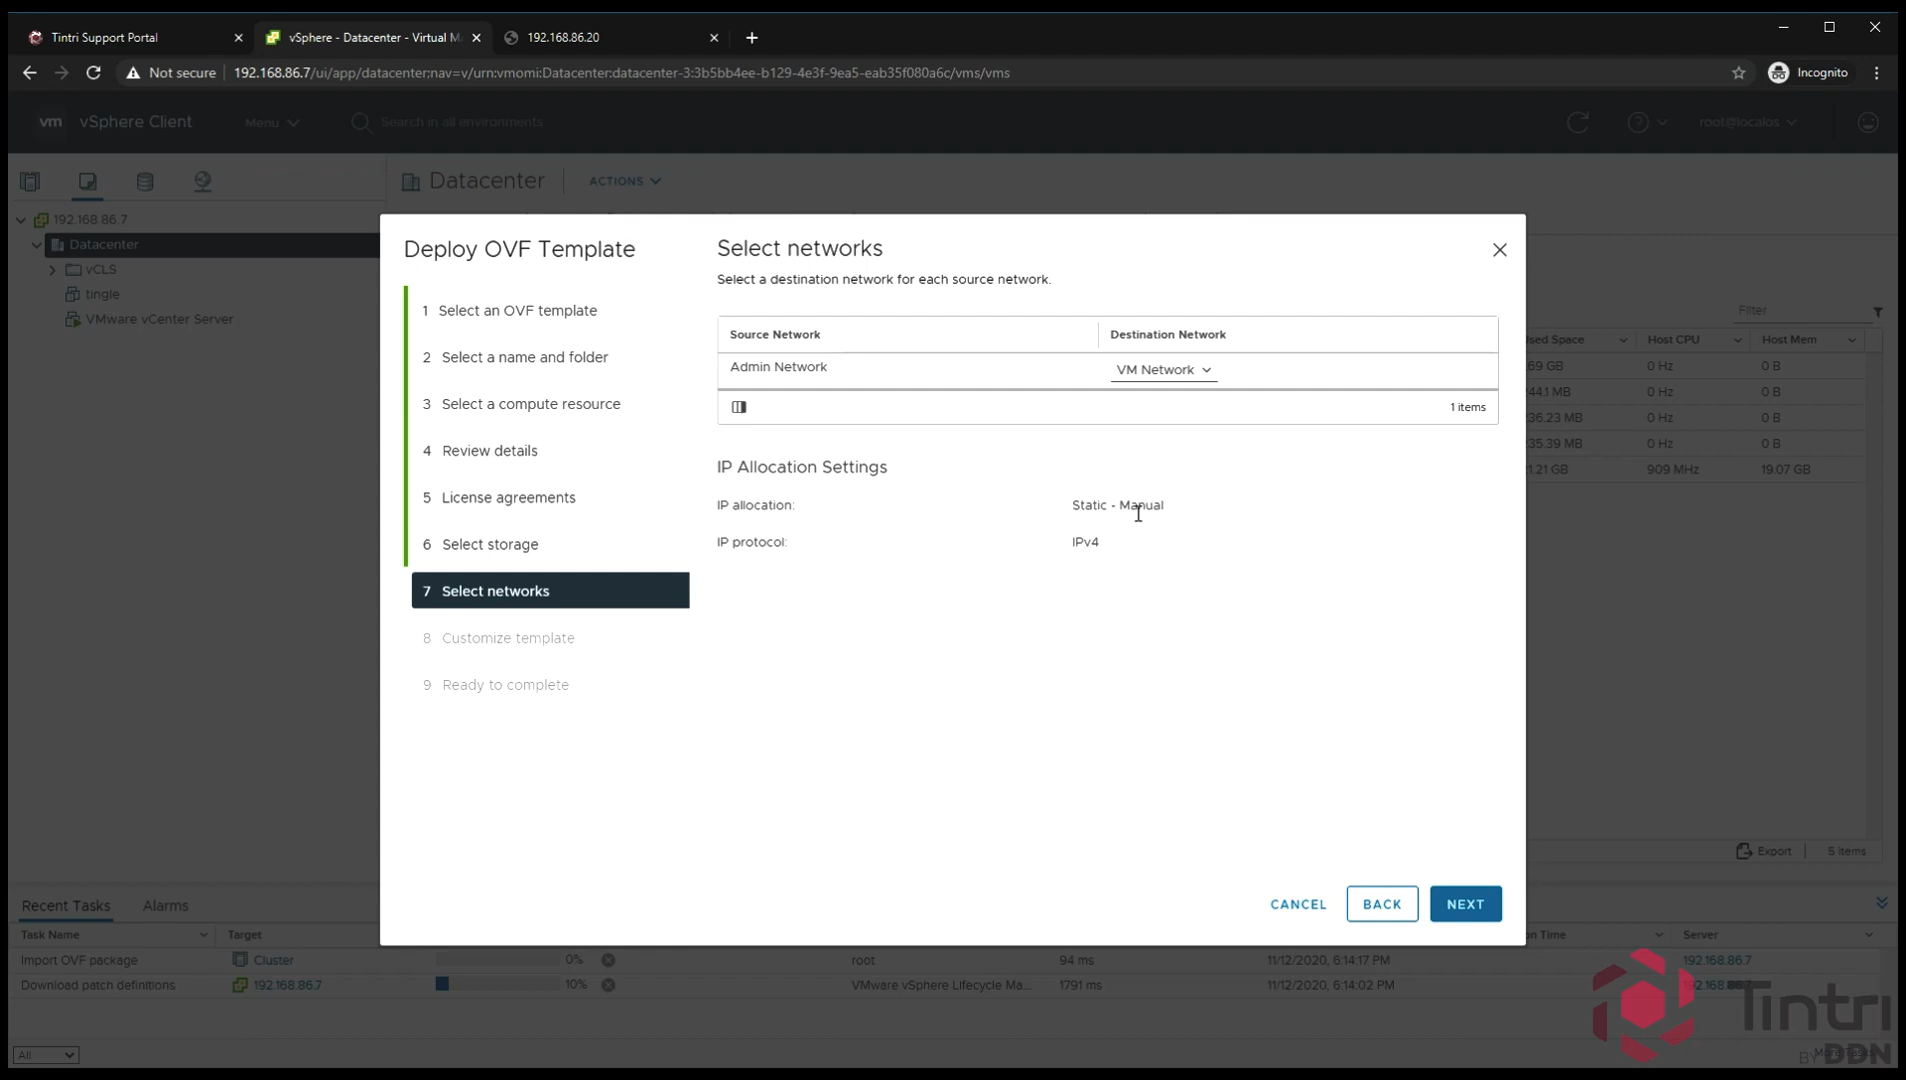 Tintri Support Portal
vSphere - Datacenter - Virtual M
192.168.86.20
Not secure
192.168.86.7/ui/app/datacenter;nav=v/urn:vmomi:Datacenter:datacenter-3:3b5bb4ee-b129-4e3f-9ea5-eab35f080a6c/vms/vms
Incognito
vm vSphere Client
Menu
Search in all environments
root@localos
Datacenter
ACTIONS
192.168.86.7
Datacenter
vCLS
tingle
VMware vCenter Server
Deploy OVF Template
1 Select an OVF template
2 Select a name and folder
3 Select a compute resource
4 Review details
5 License agreements
6 Select storage
7 Select networks
8 Customize template
9 Ready to complete
Select networks
Select a destination network for each source network.
Source Network Destination Network
Admin Network VM Network
1 items
IP Allocation Settings
IP allocation: Static - Manual
IP protocol: IPv4
CANCEL BACK NEXT
Filter
Space Host CPU Host Mem
69 GB 0 Hz 0 B
44.1 MB 0 Hz 0 B
36.23 MB 0 Hz 0 B
35.39 MB 0 Hz 0 B
1.21 GB 909 MHz 19.07 GB
Export 5 items
Recent Tasks Alarms
Task Name Target on Time Server
Import OVF package Cluster 0% root 94 ms 11/12/2020, 6:14:17 PM 192.168.86.7
Download patch definitions 192.168.86.7 10% VMware vSphere Lifecycle Ma... 1791 ms 11/12/2020, 6:14:02 PM 192.168.86.7
All
Tintri
BY DDN